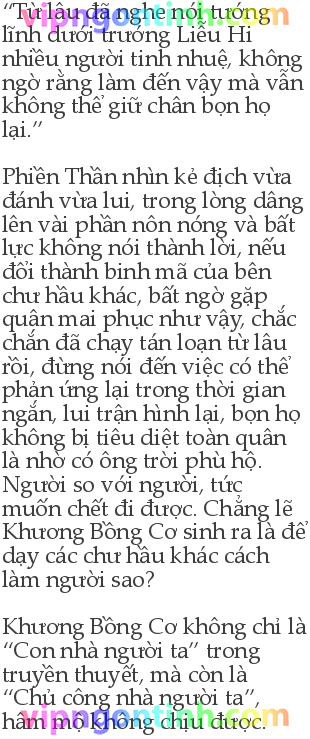 “Từ lâu đã nghe nói tướng
lĩnh dưới trướng Liễu Hi
nhiều người tinh nhuệ, không
ngờ rằng làm đến vậy mà vẫn
không thể giữ chân bọn họ
lại.”
Phiền Thần nhìn kẻ địch vừa
đánh vừa lui, trong lòng dâng
lên vài phần nôn nóng và bất
lực không nói thành lời, nếu
đổi thành binh mã của bên
chư hầu khác, bất ngờ gặp
quân mai phục như vậy, chắc
chắn đã chạy tán loạn từ lâu
rồi, đừng nói đến việc có thể
phản ứng lại trong thời gian
ngắn, lui trận hình lại, bọn họ
không bị tiêu diệt toàn quân
là nhờ có ông trời phù hộ.
Người so với người, tức
muốn chết đi được. Chẳng lẽ
Khương Bồng Cơ sinh ra là để
dạy các chư hầu khác cách
làm người sao?
Khương Bồng Cơ không chỉ là
“Con nhà người ta” trong
truyền thuyết, mà còn là
“Chủ công nhà người ta”,
hâm mộ không chịu được.
vipngontinh.com
vipngontinh.com